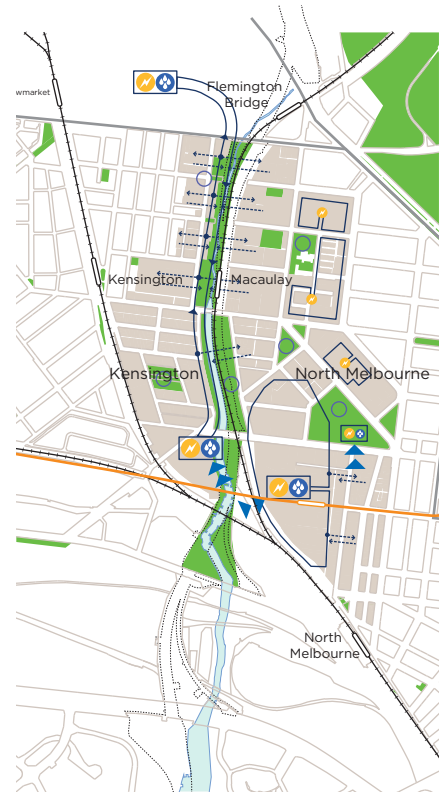 Flemington
Bridge
wmarket
Kensington
Macaulay
Kensington
North Melbourne
North
Melbourne